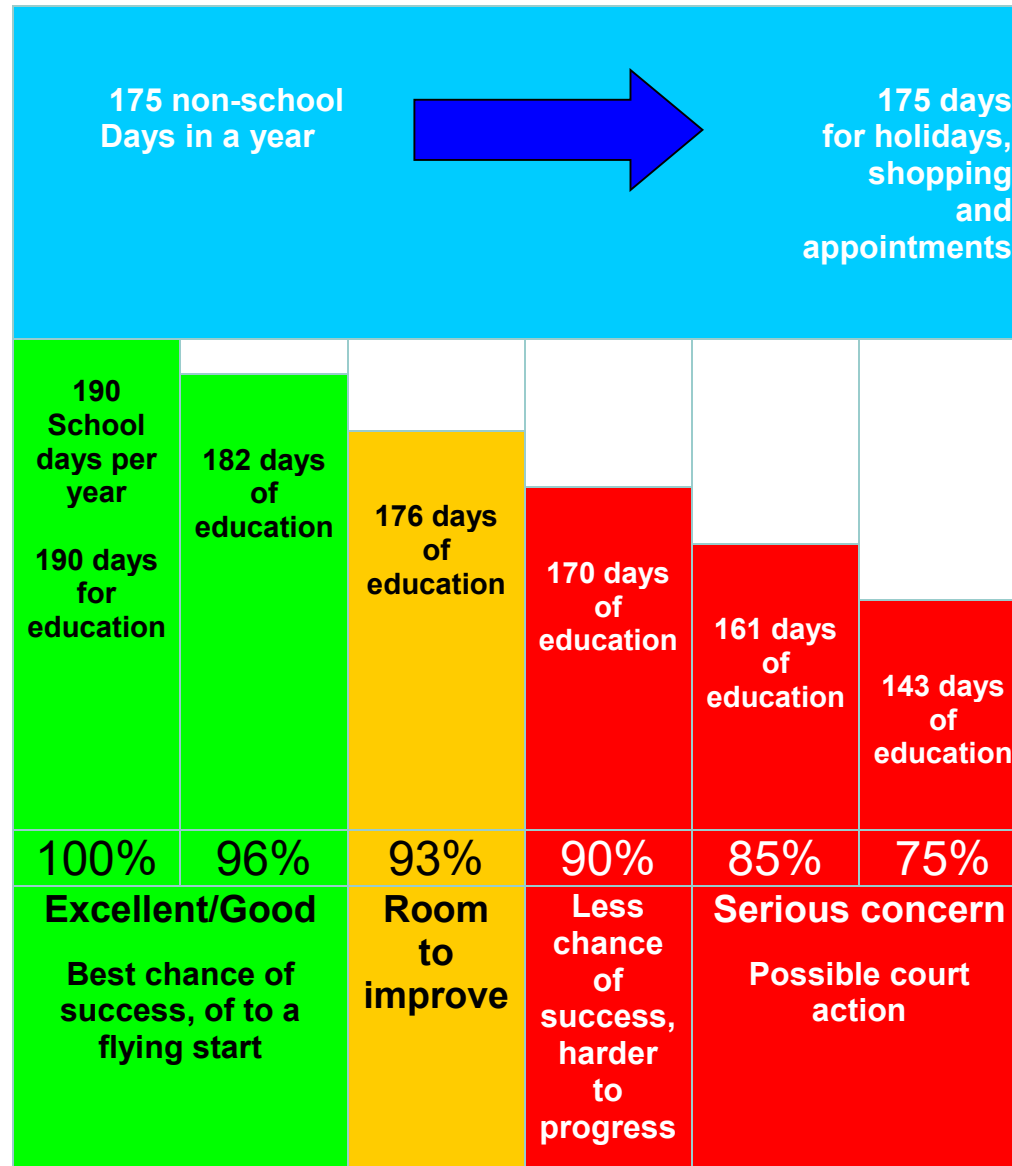 175 non-school
Days in a year
175 days
for holidays,
shopping
and
appointments
190
School
days per
year
190 days
for
education
182 days
of
education
176 days
of
education
170 days
of
education
161 days
of
education
143 days
of
education
100%
96%
93%
90%
85%
75%
Excellent/Good
Best chance of
success, of to a
flying start
Room
to
improve
Less
chance
of
success,
harder
to
progress
Serious concern
Possible court
action